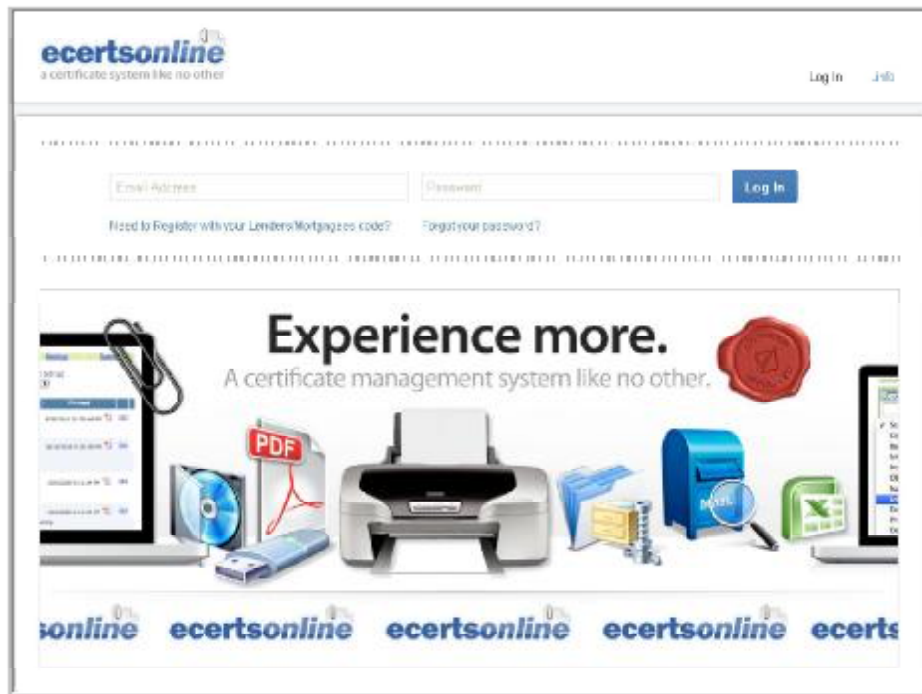 ecertsonline
a certificate system like no other
Log In
Email Address
Password
Log In
Need to Register with your Lenders/Mortgagees code?
Forgot your password?
Experience more.
A certificate management system like no other.
PDF
MAIL
sonline
ecertsonline
ecertsonline
ecertsonline
ecerts